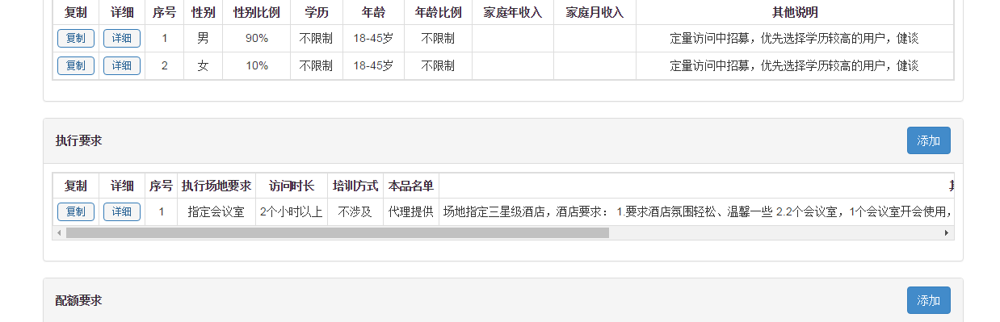 复制 详细 序号 性别 性别比例 学历 年龄 年龄比例 家庭年收入 家庭月收入 其他说明
复制 详细 1 男 90% 不限制 18-45岁 不限制 定量访问中招募，优先选择学历较高的用户，健谈
复制 详细 2 女 10% 不限制 18-45岁 不限制 定量访问中招募，优先选择学历较高的用户，健谈
执行要求 添加
复制 详细 序号 执行场地要求 访问时长 培训方式 本品名单
复制 详细 1 指定会议室 2个小时以上 不涉及 代理提供 场地指定三星级酒店，酒店要求： 1.要求酒店氛围轻松、温馨一些 2.2个会议室，1个会议室开会使用，
配额要求 添加